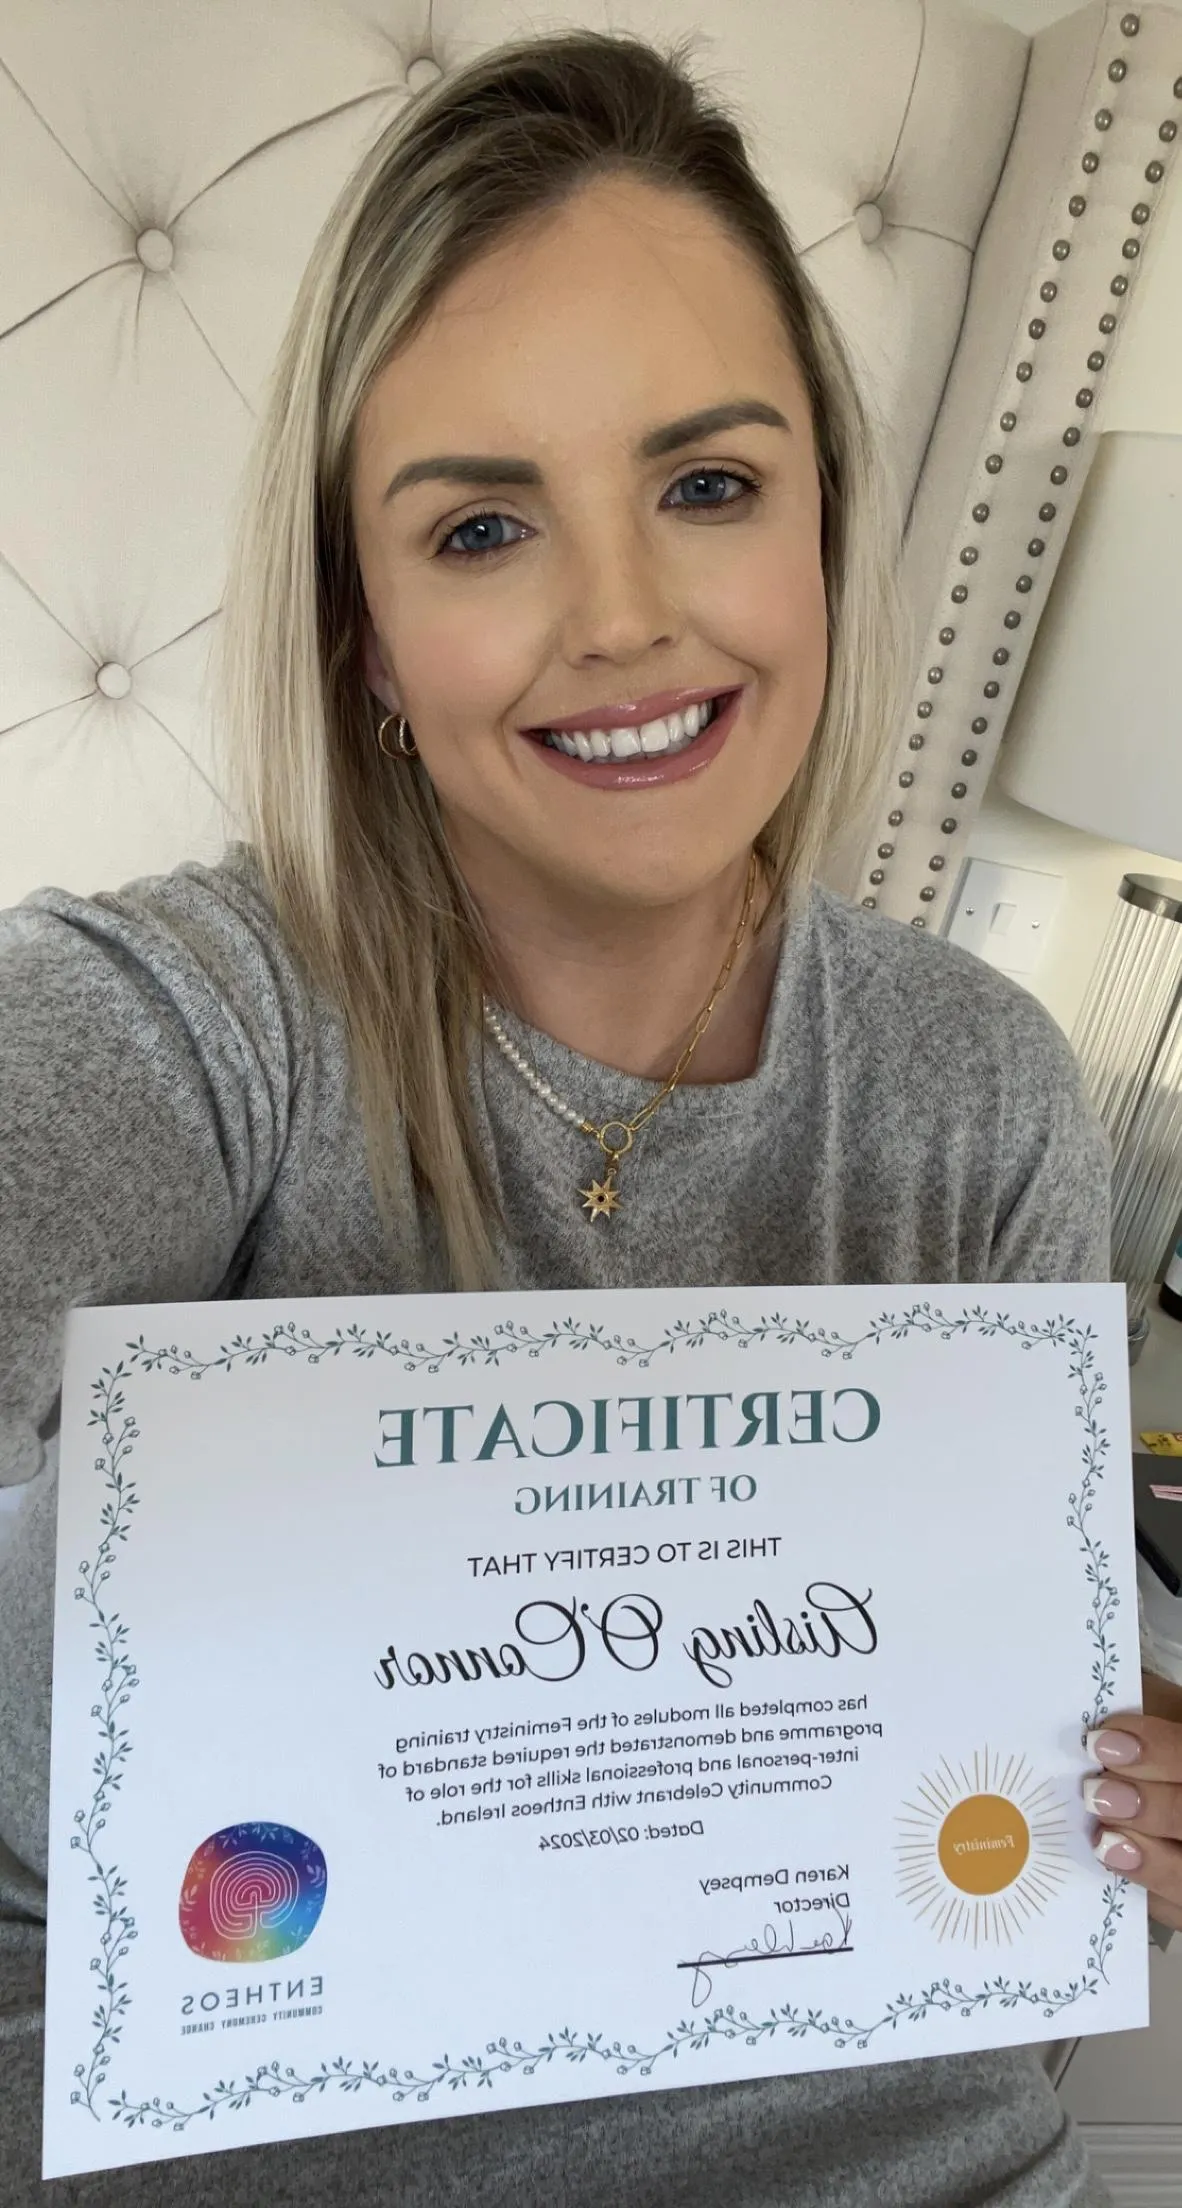 CERTIFICATE
OF TRAINING
THIS IS TO CERTIFY THAT
Aisling O'Connor
has completed all modules of the Feministry training
programme and demonstrated the required standard of
inter-personal and professional skills for the role of
Community Celebrant with Entheos Ireland.
Dated: 02/03/2024
Karen Dempsey
Director
Feministry
ENTHEOS
COMMUNITY CEREMONY CHANGE